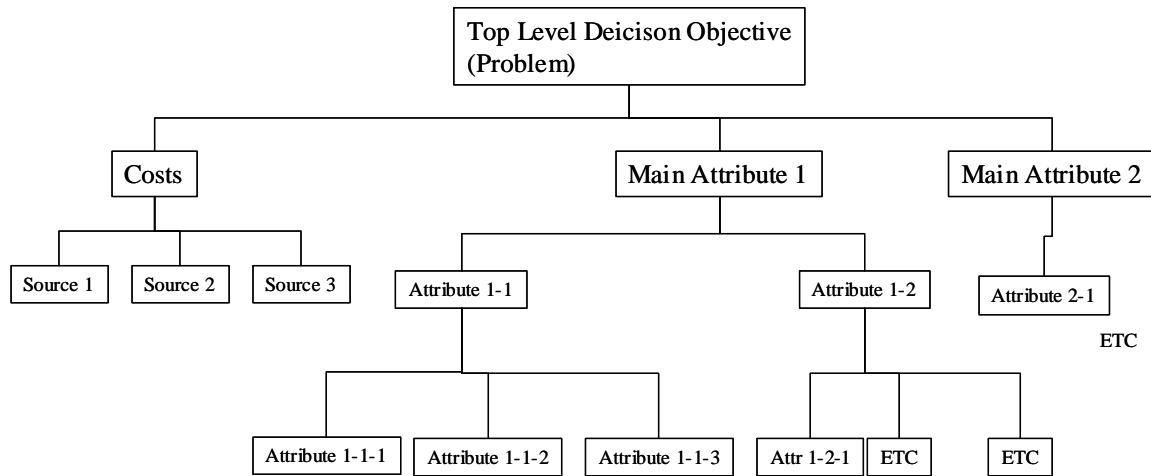 Top Level Deicison Objective
(Problem)
Costs
Main Attribute 1
Main Attribute 2
Source 1
Source 2
Source 3
Attribute 1-1
Attribute 1-2
Attribute 2-1
ETC
Attribute 1-1-1
Attribute 1-1-2
Attribute 1-1-3
Attr 1-2-1
ETC
ETC